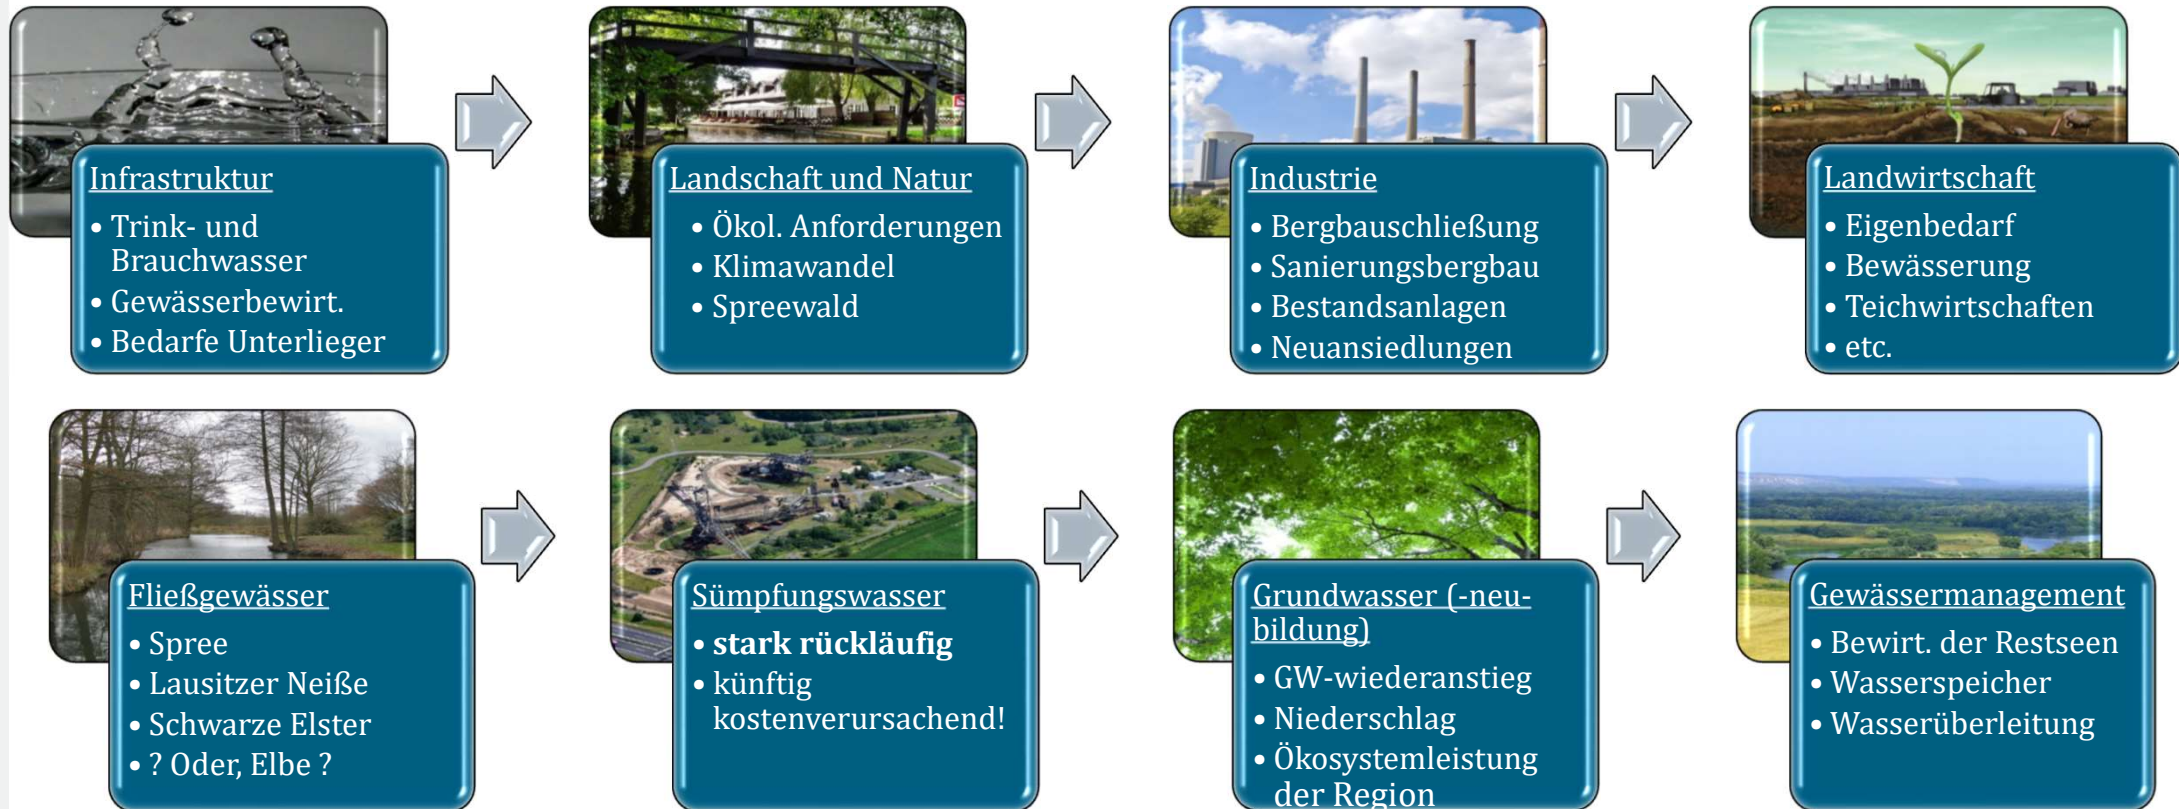 Infrastruktur
• Trink- und
Brauchwasser
• Gewässerbewirt.
• Bedarfe Unterlieger
Landschaft und Natur
• Ökol. Anforderungen
• Klimawandel
• Spreewald
Industrie
• Bergbauschließung
• Sanierungsbergbau
• Bestandsanlagen
• Neuansiedlungen
Landwirtschaft
• Eigenbedarf
• Bewässerung
• Teichwirtschaften
• etc.
Fließgewässer
• Spree
• Lausitzer Neiße
• Schwarze Elster
• ? Oder, Elbe ?
Sümpfungswasser
• stark rückläufig
• künftig
kostenverursachend!
Grundwasser (-neu-
bildung)
• GW-wiederanstieg
• Niederschlag
• Ökosystemleistung
der Region
Gewässermanagement
• Bewirt. der Restseen
• Wasserspeicher
• Wasserüberleitung